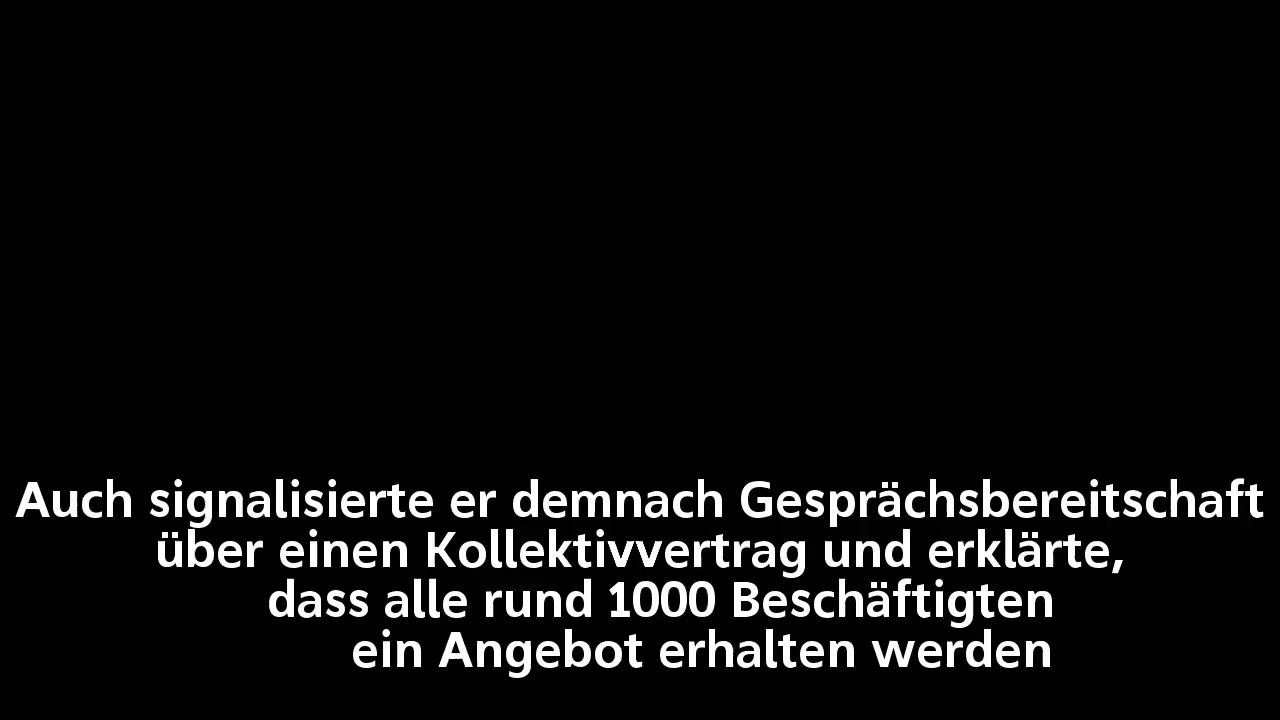 Auch signalisierte er demnach Gesprächsbereitschaft
über einen Kollektivvertrag und erklärte,
dass alle rund 1000 Beschäftigten
ein Angebot erhalten werden